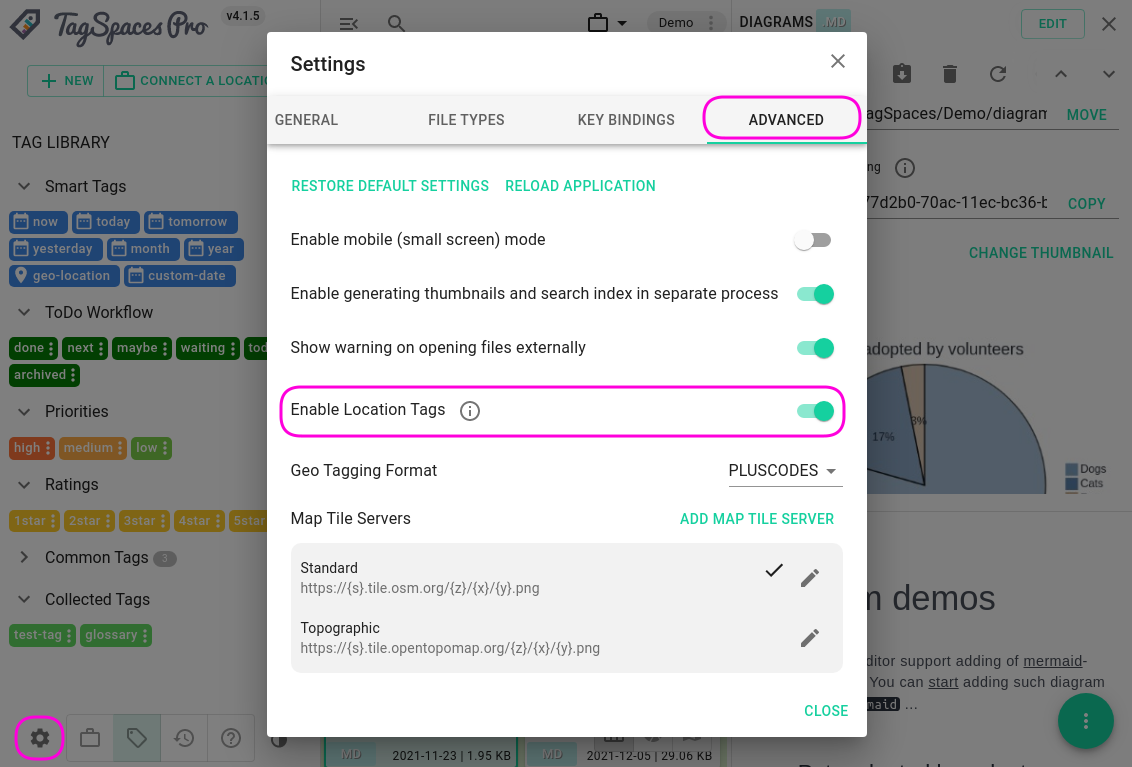 TagSpaces Pro
v4.1.5
NEW
CONNECT A LOCATIO
TAG LIBRARY
Smart Tags
now today tomorrow
yesterday month year
geo-location custom-date
ToDo Workflow
done next maybe waiting tod
archived
Priorities
high medium low
Ratings
1star 2star 3star 4star 5star
Common Tags 3
Collected Tags
test-tag glossary
Demo
DIAGRAMS .MD
EDIT
Settings
GENERAL FILE TYPES KEY BINDINGS ADVANCED
RESTORE DEFAULT SETTINGS RELOAD APPLICATION
Enable mobile (small screen) mode
Enable generating thumbnails and search index in separate process
Show warning on opening files externally
Enable Location Tags
Geo Tagging Format PLUSCODES
Map Tile Servers ADD MAP TILE SERVER
Standard
https://{s}.tile.osm.org/{z}/{x}/{y}.png
Topographic
https://{s}.tile.opentopomap.org/{z}/{x}/{y}.png
CLOSE
agSpaces/Demo/diagram MOVE
ng
77d2b0-70ac-11ec-bc36-b COPY
CHANGE THUMBNAIL
adopted by volunteers
3%
17%
Dogs
Cats
m demos
ditor support adding of mermaid-
You can start adding such diagram
maid ...
MD 2021-11-23 | 1.95 KB
MD 2021-12-05 | 29.06 KB